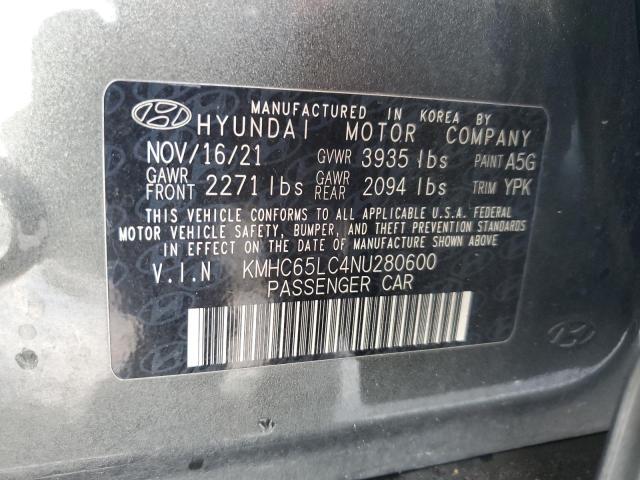 MANUFACTURED IN KOREA BY
HYUNDAI MOTOR COMPANY
NOV/16/21 GVWR 3935 lbs PAINT A5G
GAWR FRONT 2271 lbs GAWR REAR 2094 lbs TRIM YPK
THIS VEHICLE CONFORMS TO ALL APPLICABLE U.S.A. FEDERAL
MOTOR VEHICLE SAFETY, BUMPER, AND THEFT PREVENTION STANDARDS
IN EFFECT ON THE DATE OF MANUFACTURE SHOWN ABOVE.
V.I.N KMHC65LC4NU280600
PASSENGER CAR